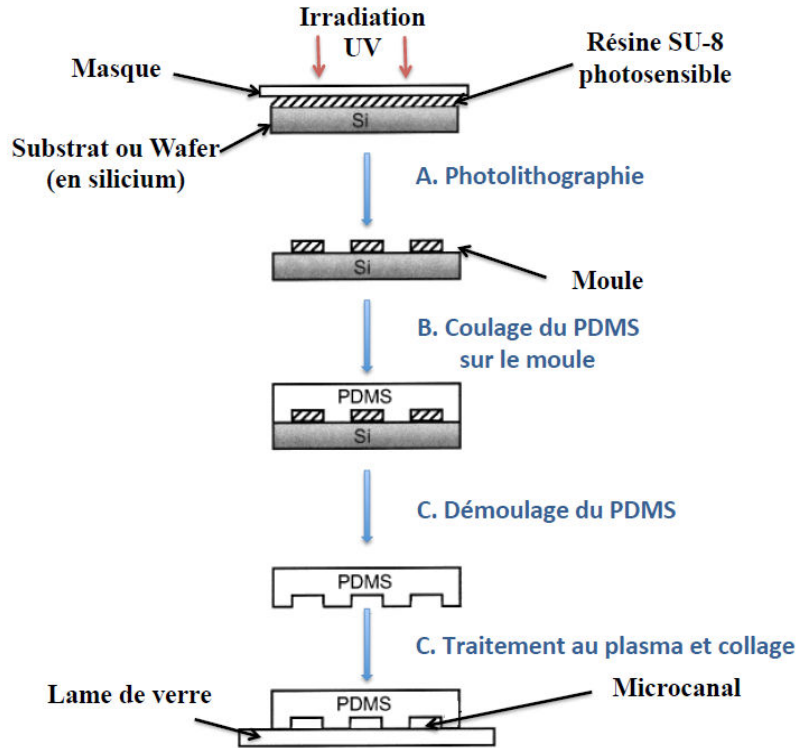 Irradiation
UV
Masque
Résine SU-8
photosensible
Si
Substrat ou Wafer
(en silicium)
A. Photolithographie
Si
Moule
B. Coulage du PDMS
sur le moule
PDMS
Si
C. Démoulage du PDMS
PDMS
C. Traitement au plasma et collage
Lame de verre
PDMS
Microcanal